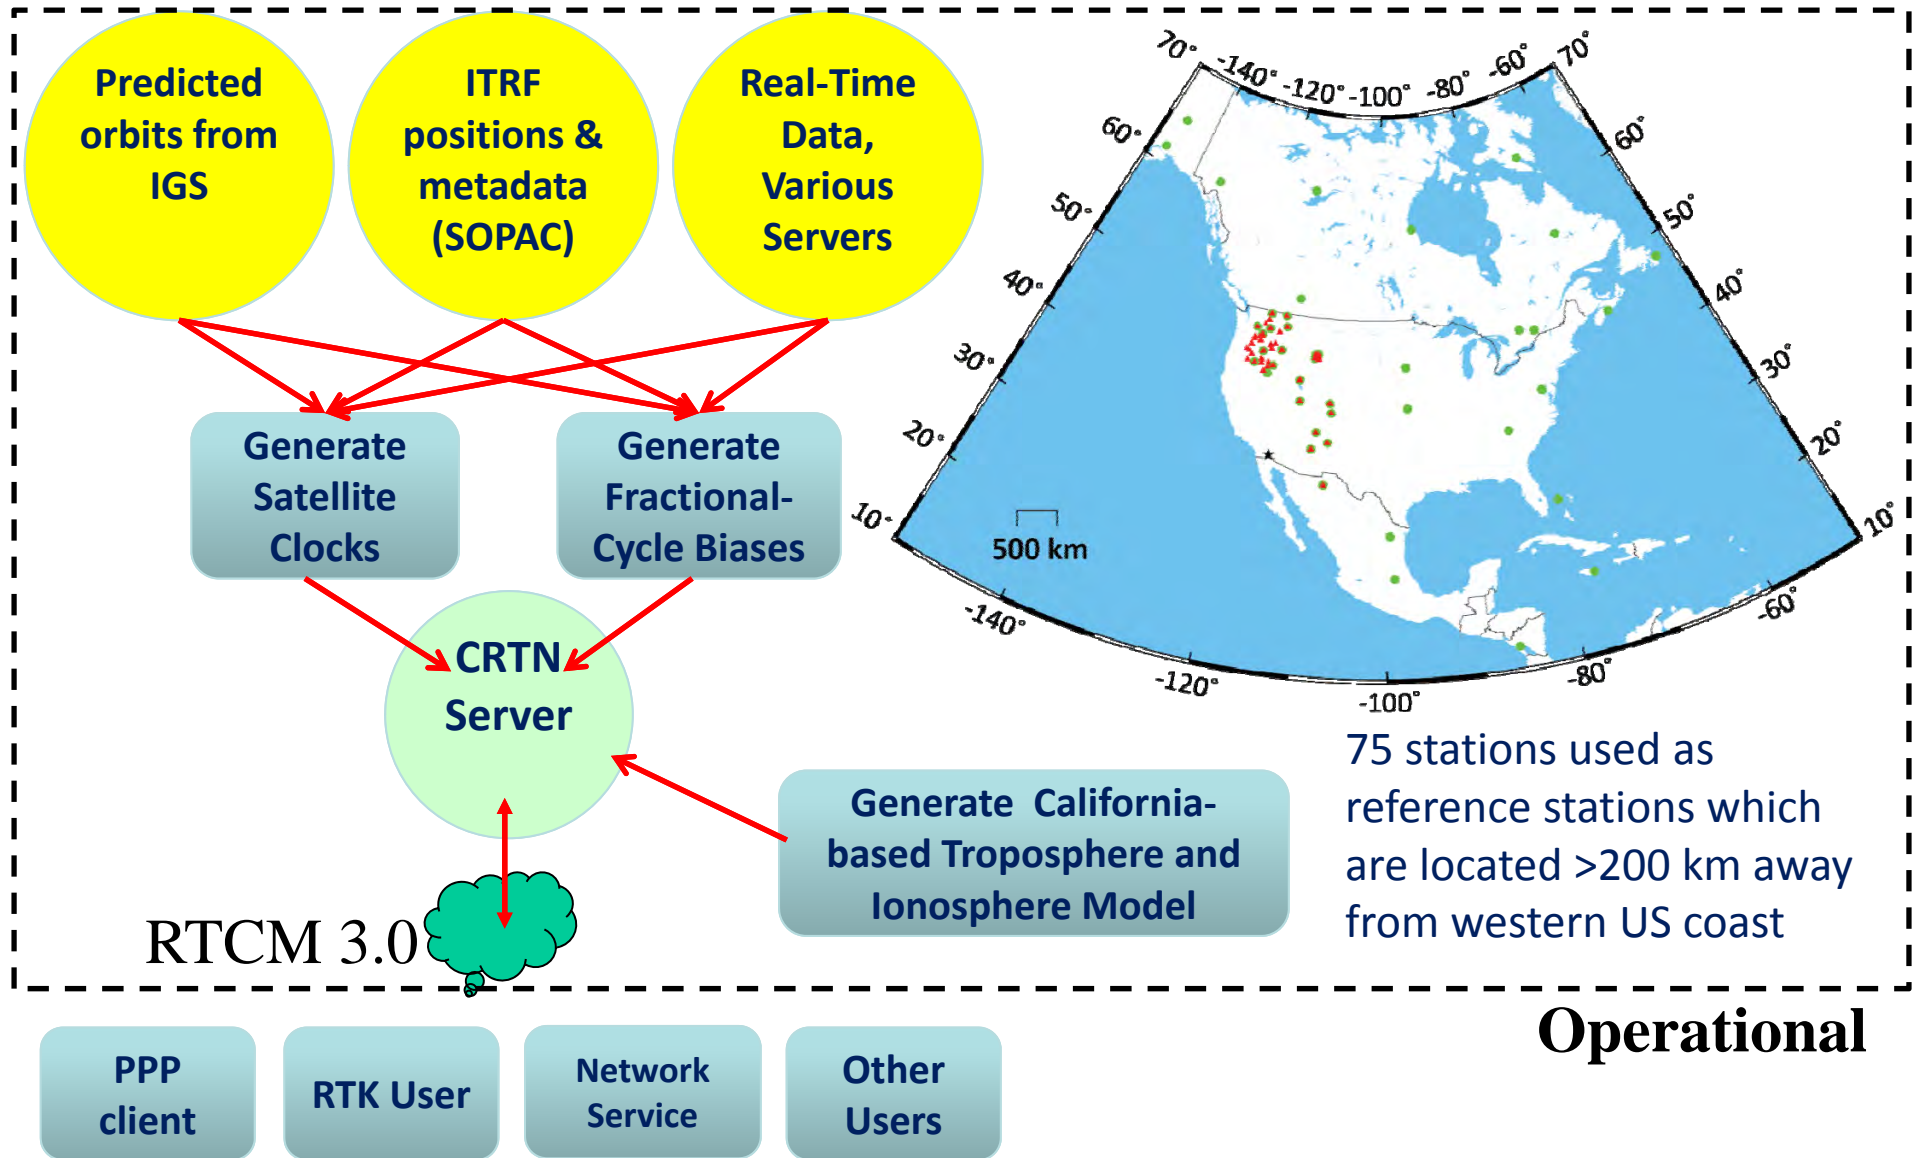 Predicted
orbits from
IGS
ITRF
positions &
metadata
(SOPAC)
Real-Time
Data,
Various
Servers
Generate
Satellite
Clocks
Generate
Fractional-
Cycle Biases
CRTN
Server
Generate  California-
based Troposphere and
Ionosphere Model
RTCM 3.0
70° -140° -120° -100° -80° -60° 70°
60° 60°
50° 50°
40° 40°
30° 30°
20° 20°
10° 10°
500 km
-140° -120° -100° -80° -60°
75 stations used as
reference stations which
are located >200 km away
from western US coast
Operational
PPP
client
RTK User
Network
Service
Other
Users